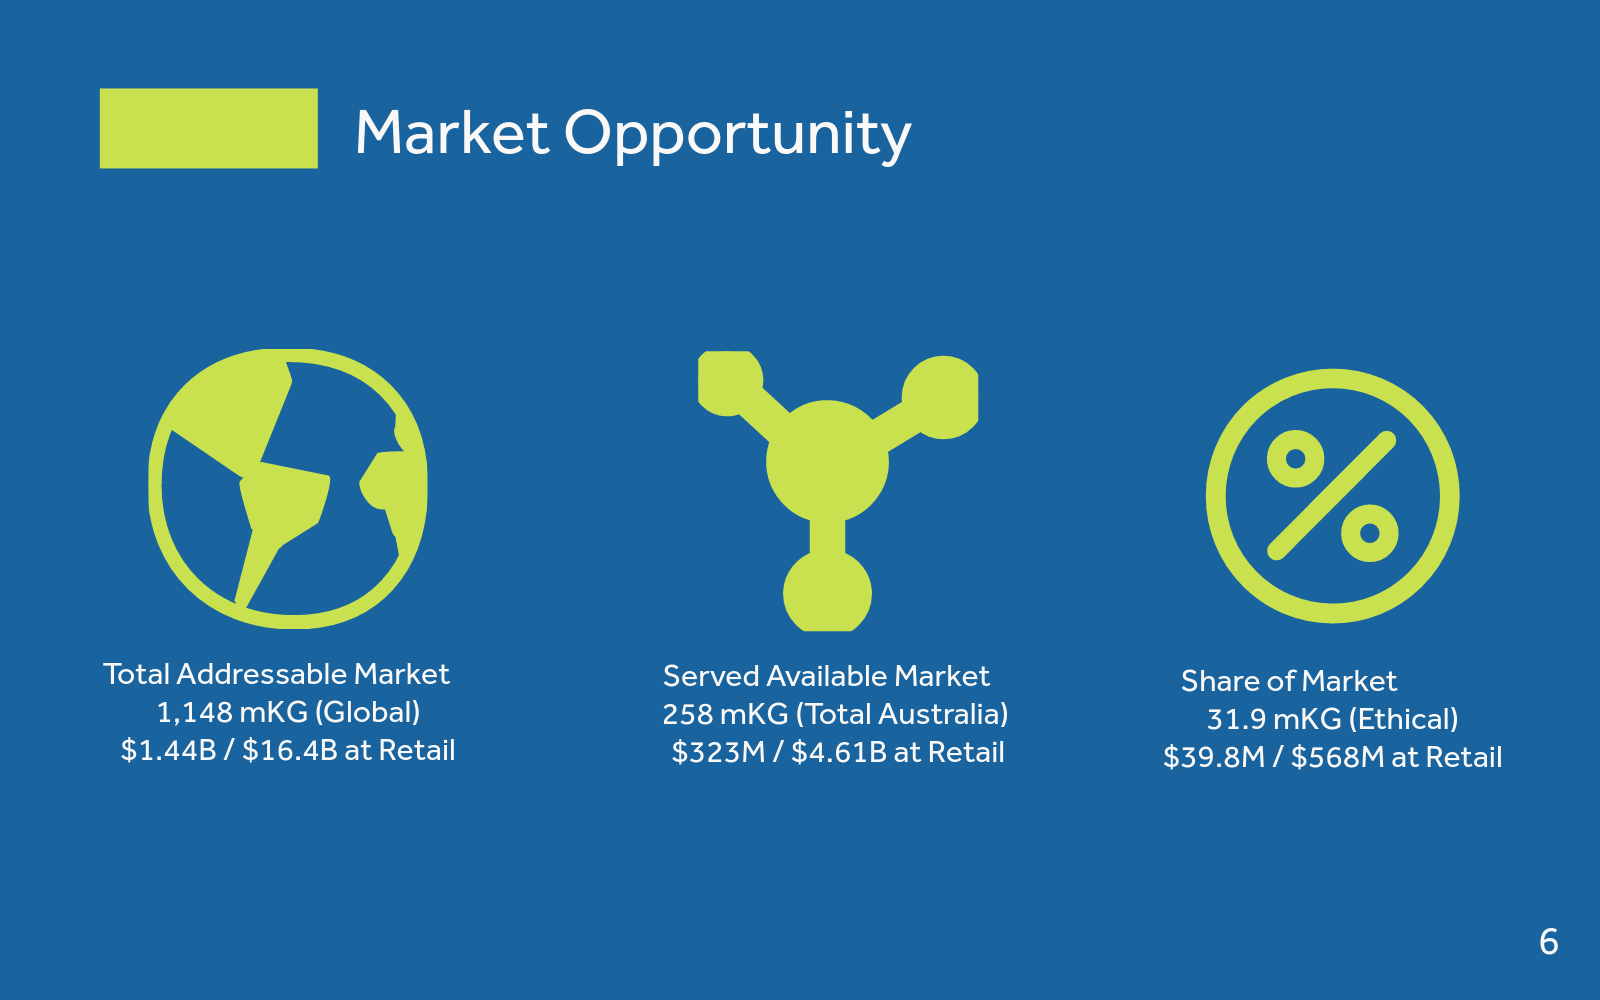 Market Opportunity
Total Addressable Market
1,148 mKG (Global)
$1.44B / $16.4B at Retail
Served Available Market
258 mKG (Total Australia)
$323M / $4.61B at Retail
Share of Market
31.9 mKG (Ethical)
$39.8M / $568M at Retail
6